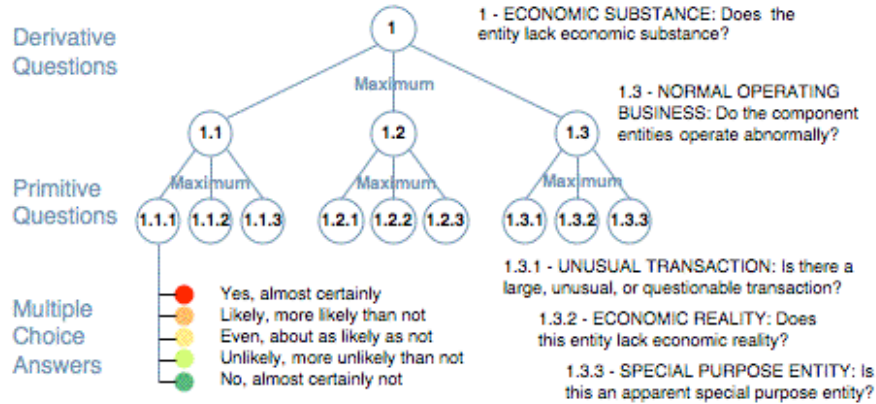 Derivative
Questions
1
1 - ECONOMIC SUBSTANCE: Does the
entity lack economic substance?
Maximum
1.3 - NORMAL OPERATING
BUSINESS: Do the component
entities operate abnormally?
1.1
1.2
1.3
Primitive
Questions
Maximum
Maximum
Maximum
1.1.1
1.1.2
1.1.3
1.2.1
1.2.2
1.2.3
1.3.1
1.3.2
1.3.3
1.3.1 - UNUSUAL TRANSACTION: Is there a
large, unusual, or questionable transaction?
1.3.2 - ECONOMIC REALITY: Does
this entity lack economic reality?
1.3.3 - SPECIAL PURPOSE ENTITY: Is
this an apparent special purpose entity?
Multiple
Choice
Answers
Yes, almost certainly
Likely, more likely than not
Even, about as likely as not
Unlikely, more unlikely than not
No, almost certainly not